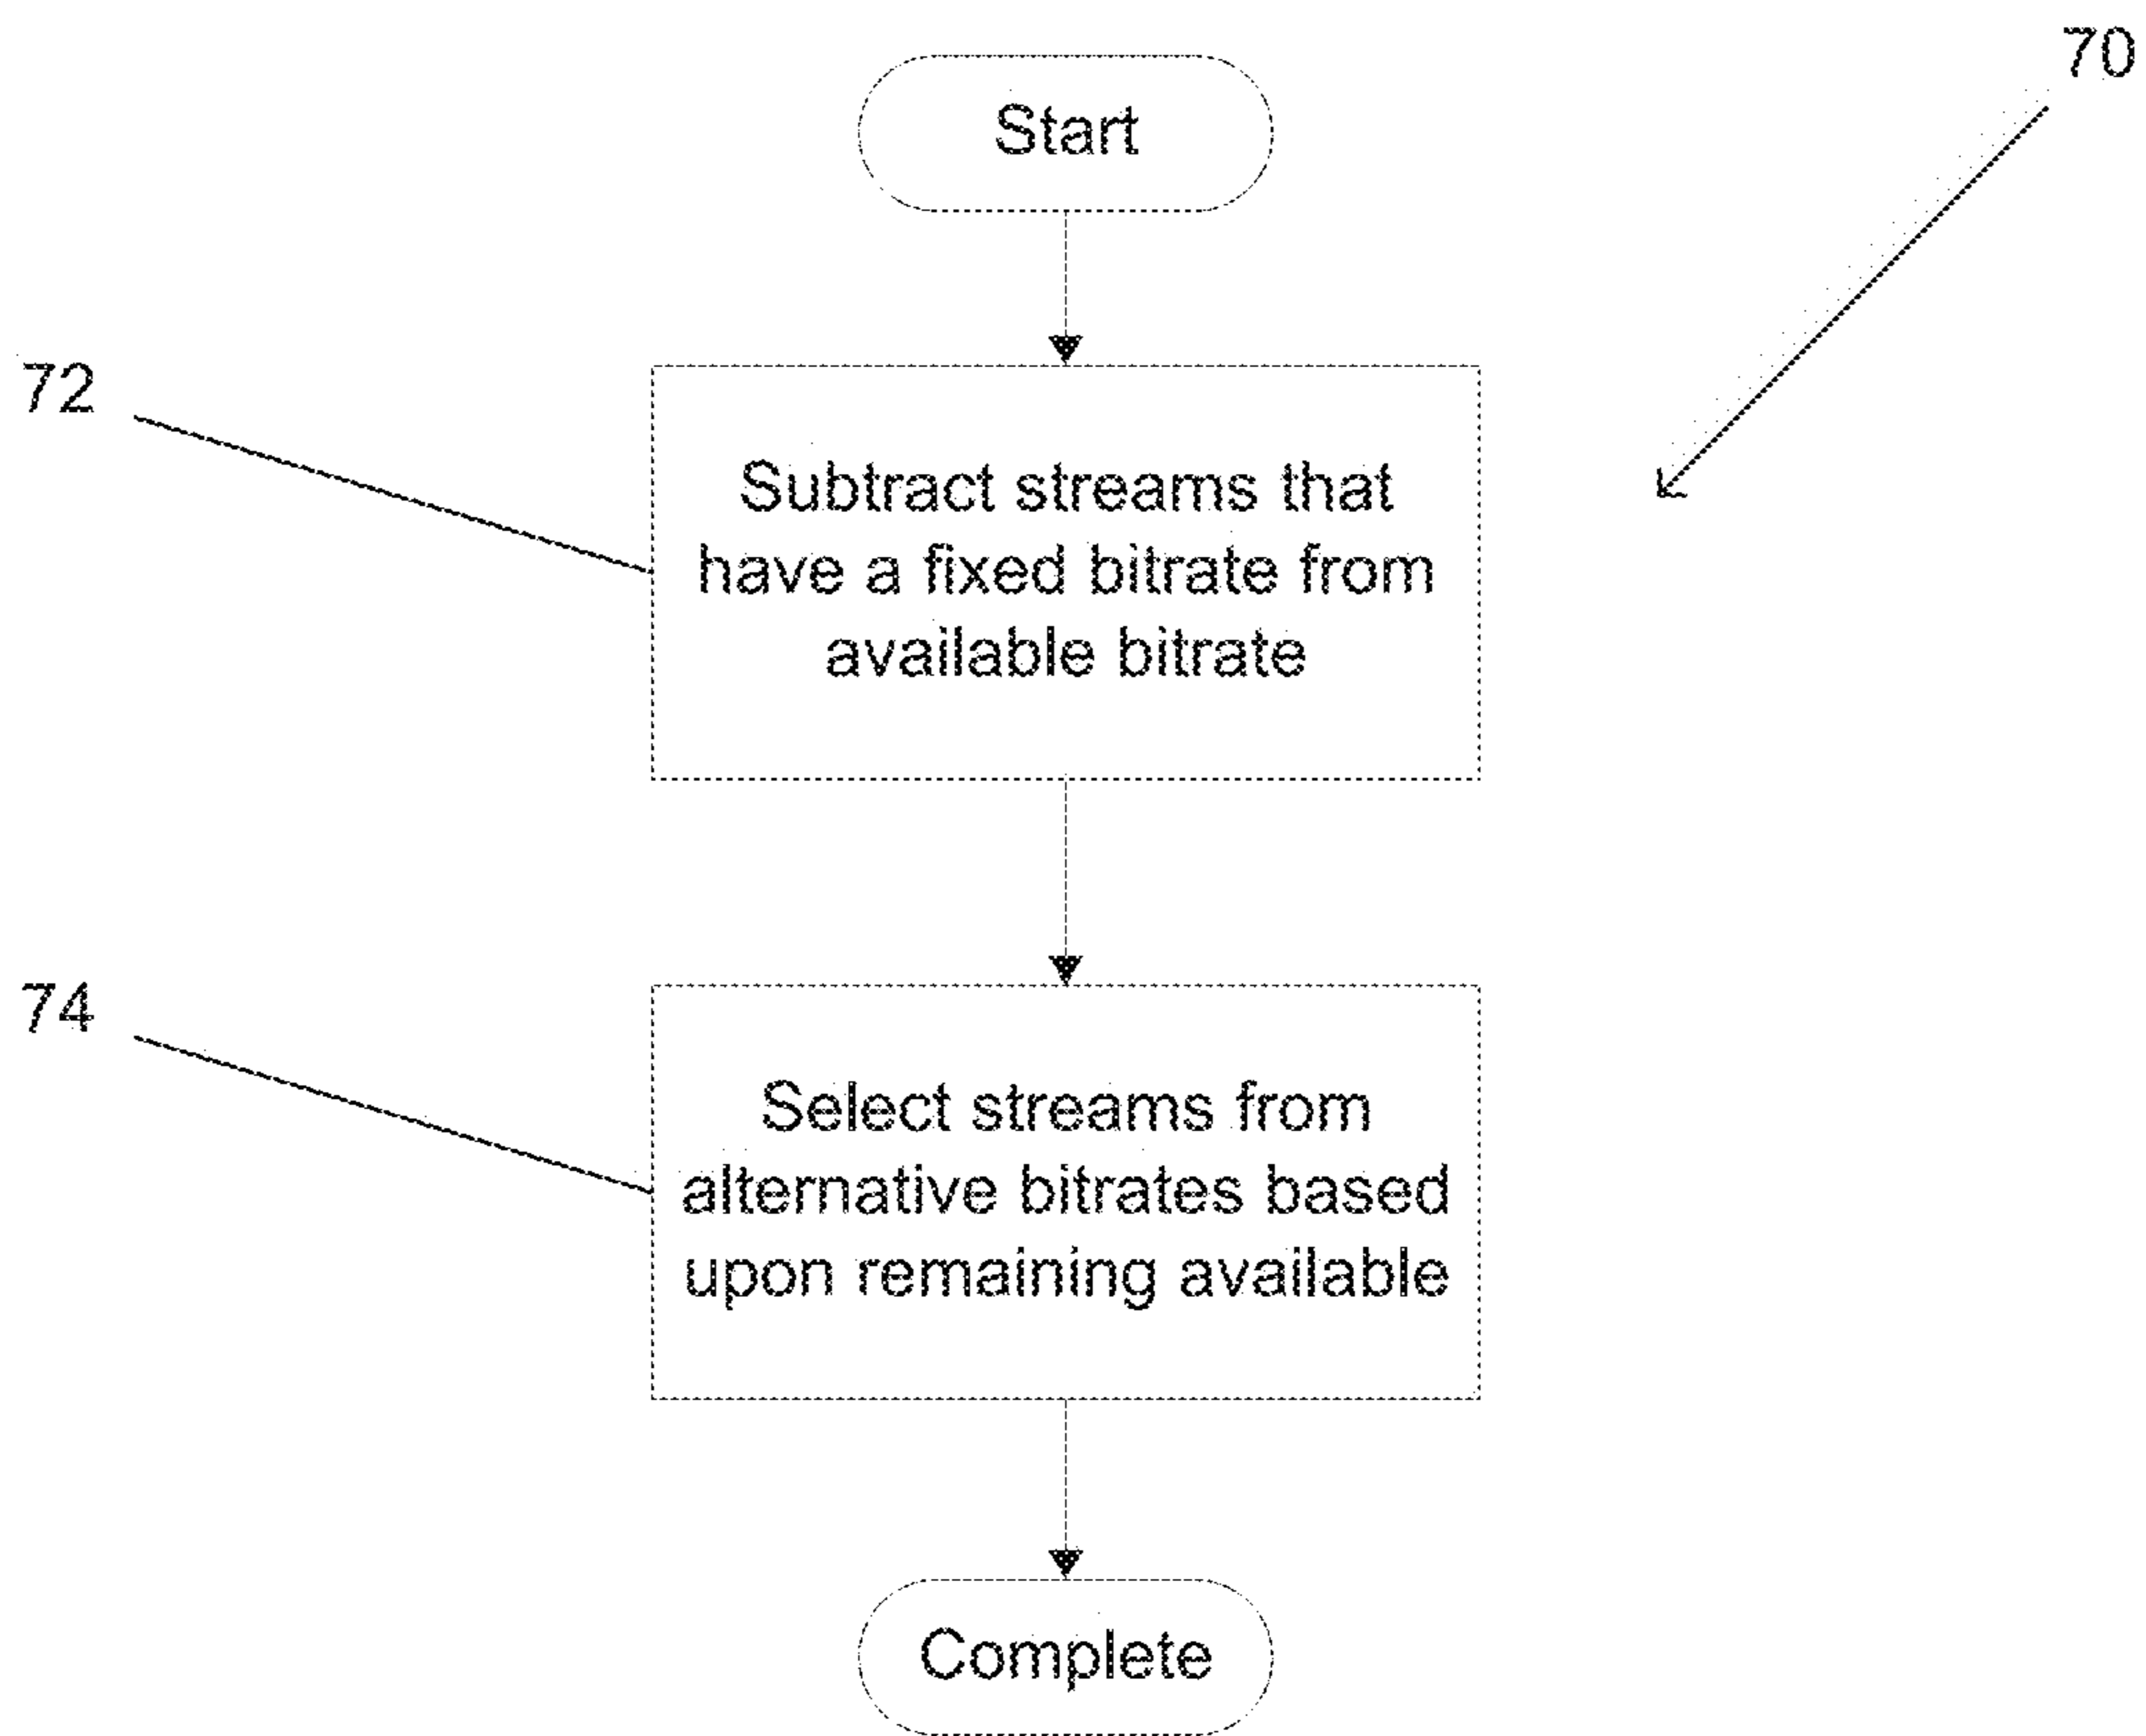 70
Start
72
Subtract streams that
have a fixed bitrate from
available bitrate
74
Select streams from
alternative bitrates based
upon remaining available
Complete